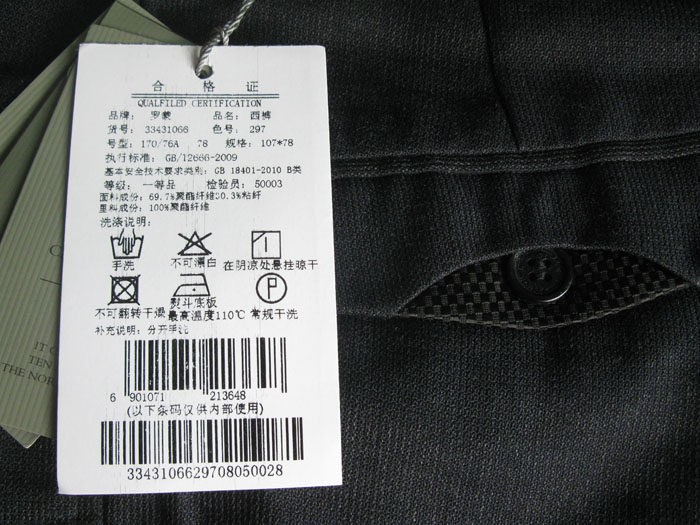 合格证
QUALFILED CERTIFICATION
品牌: 罗蒙 品名: 西裤
货号: 33431066 色号: 297
号型: 170/76A 78 规格: 107*78
执行标准: GB/12666-2009
基本安全技术要求类别: GB 18401-2010 B类
等级: 一等品 检验员: 50003
面料成份: 69.7%聚酯纤维30.3%粘纤
里料成份: 100%聚酯纤维
洗涤说明:
手洗 不可漂白 在阴凉处悬挂晾干
P
不可翻转干燥 熨斗底板最高温度110℃ 常规干洗
补充说明: 分开手洗
6 901071 213648
(以下条码仅供内部使用)
3343106629708050028
IT C
TEN
THE NOR